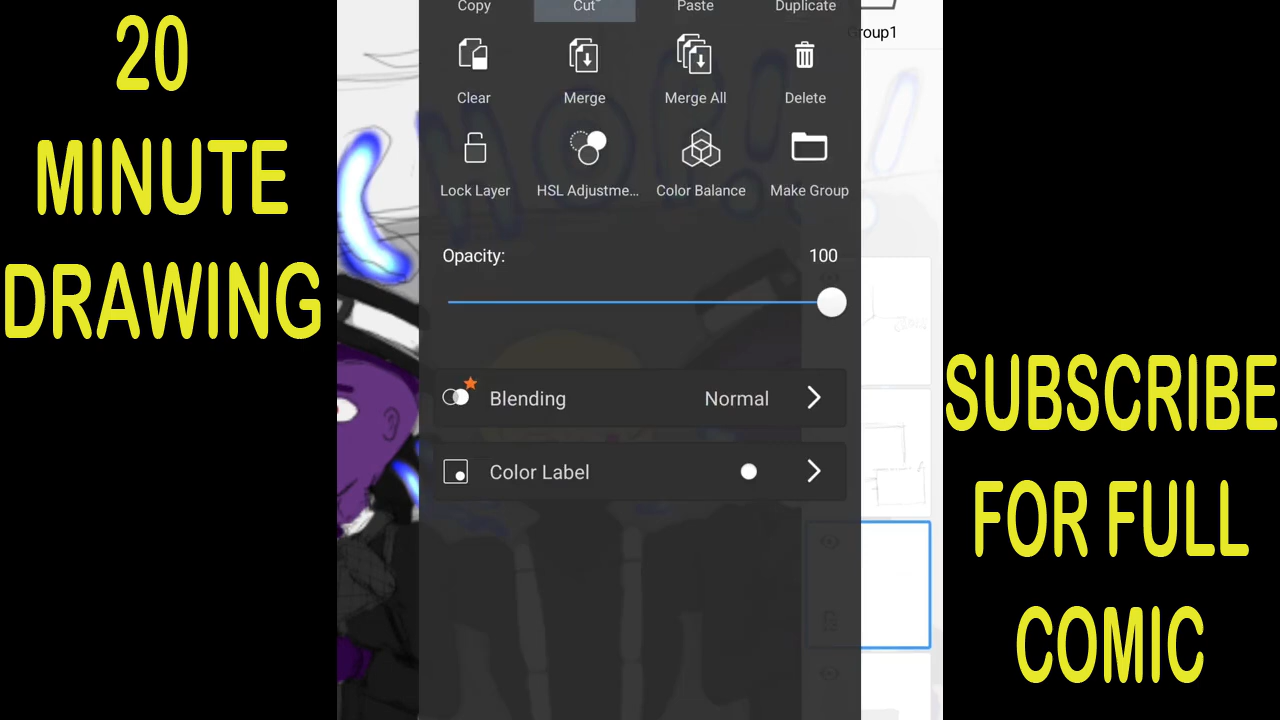 20
MINUTE
DRAWING
Copy
Cut
Paste
Duplicate
Clear
Merge
Merge All
Delete
Lock Layer
HSL Adjustme...
Color Balance
Make Group
Opacity:
100
Blending
Normal
Color Label
SUBSCRIBE
FOR FULL
COMIC